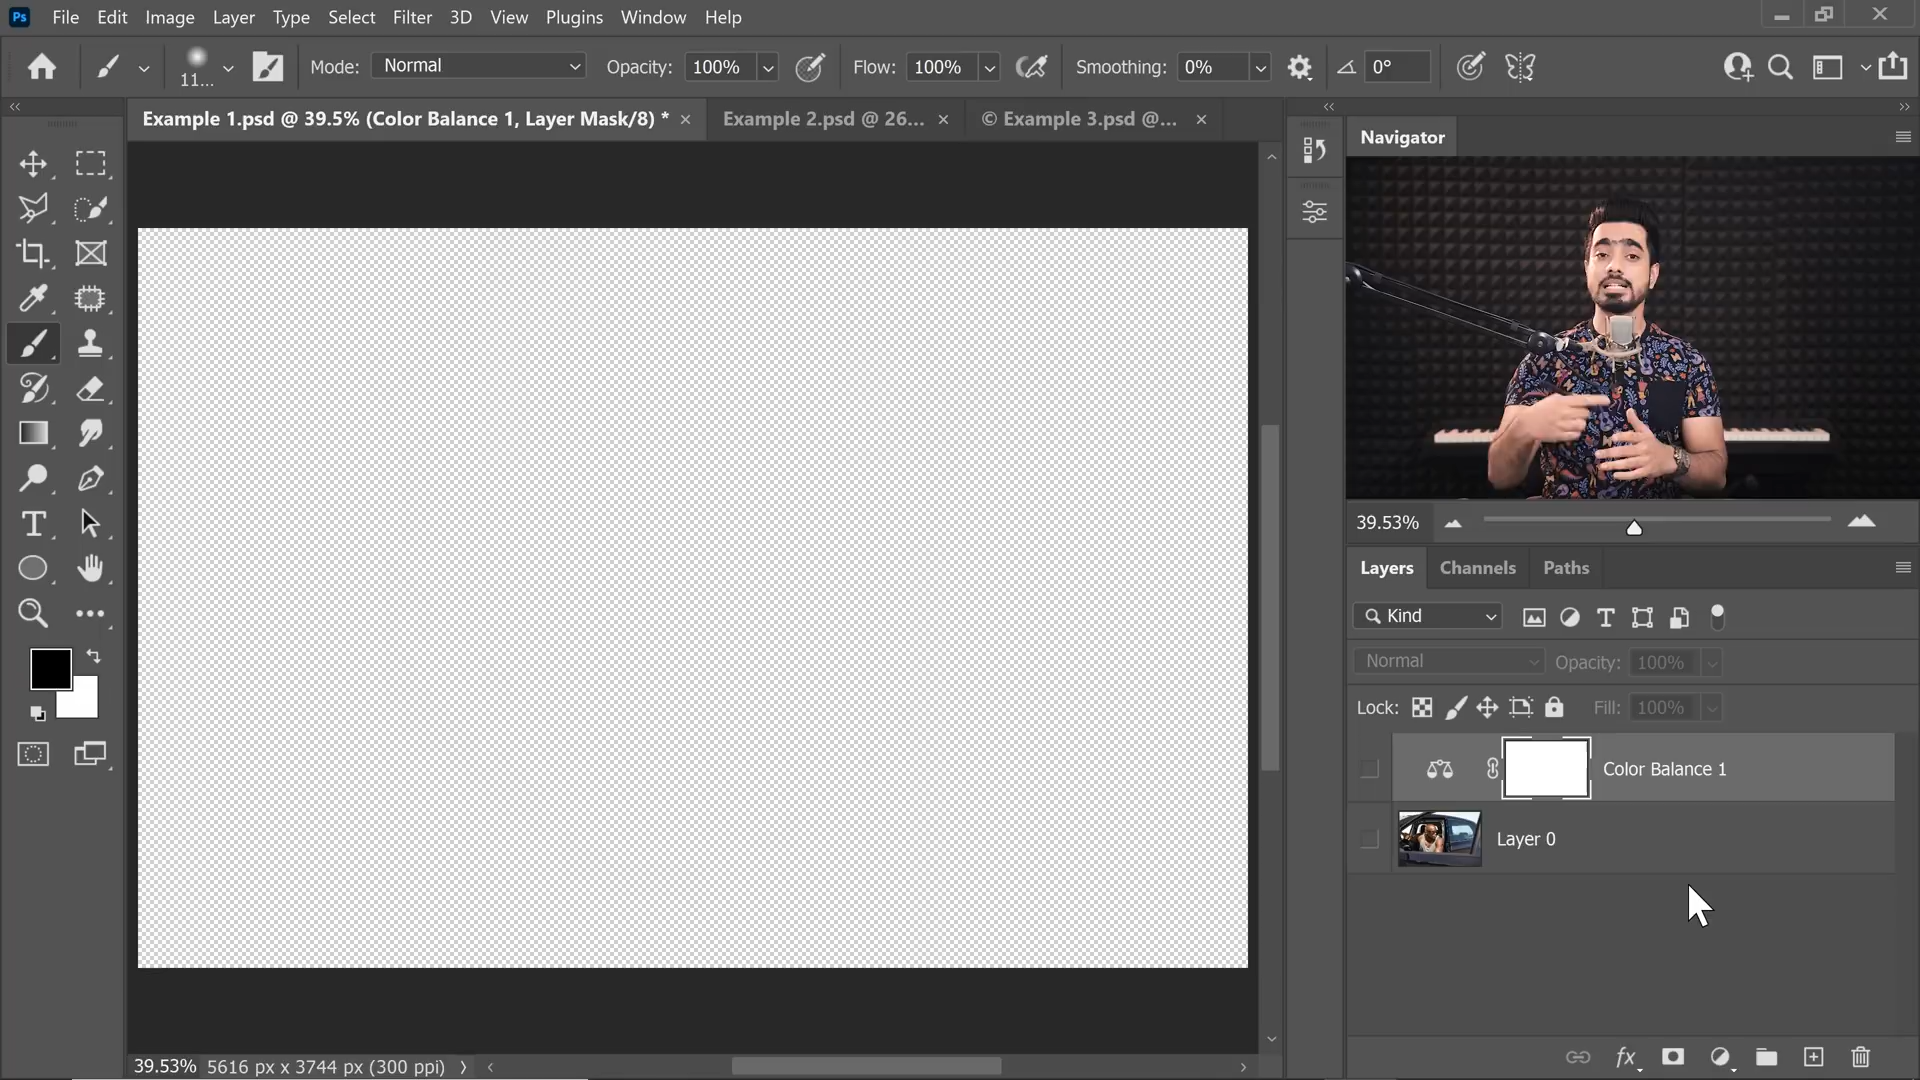 Ps File Edit Image Layer Type Select Filter 3D View Plugins Window Help
11... Mode: Normal Opacity: 100% Flow: 100% Smoothing: 0% 0°
Example 1.psd @ 39.5% (Color Balance 1, Layer Mask/8) * × Example 2.psd @ 26... × © Example 3.psd @... ×
Navigator
39.53%
Layers Channels Paths
Kind
Normal Opacity: 100%
Lock: Fill: 100%
Color Balance 1
Layer 0
39.53% 5616 px x 3744 px (300 ppi)
fx